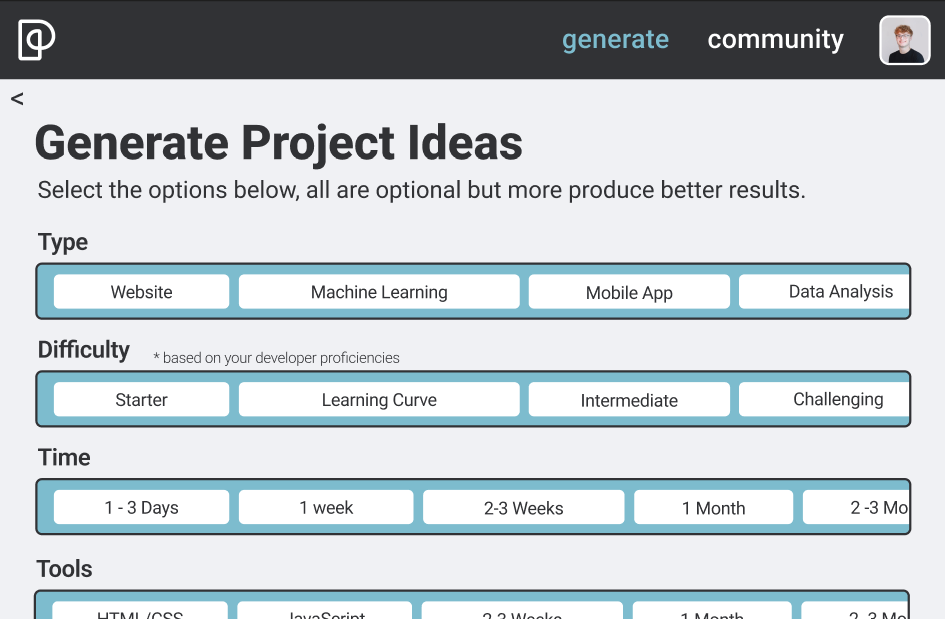 generate community
<
Generate Project Ideas
Select the options below, all are optional but more produce better results.
Type
Website Machine Learning Mobile App Data Analysis
Difficulty * based on your developer proficiencies
Starter Learning Curve Intermediate Challenging
Time
1 - 3 Days 1 week 2-3 Weeks 1 Month 2 -3 Mo
Tools
HTML/CSS JavaScript 2-3 Weeks 1 Month 2 -3 Mo